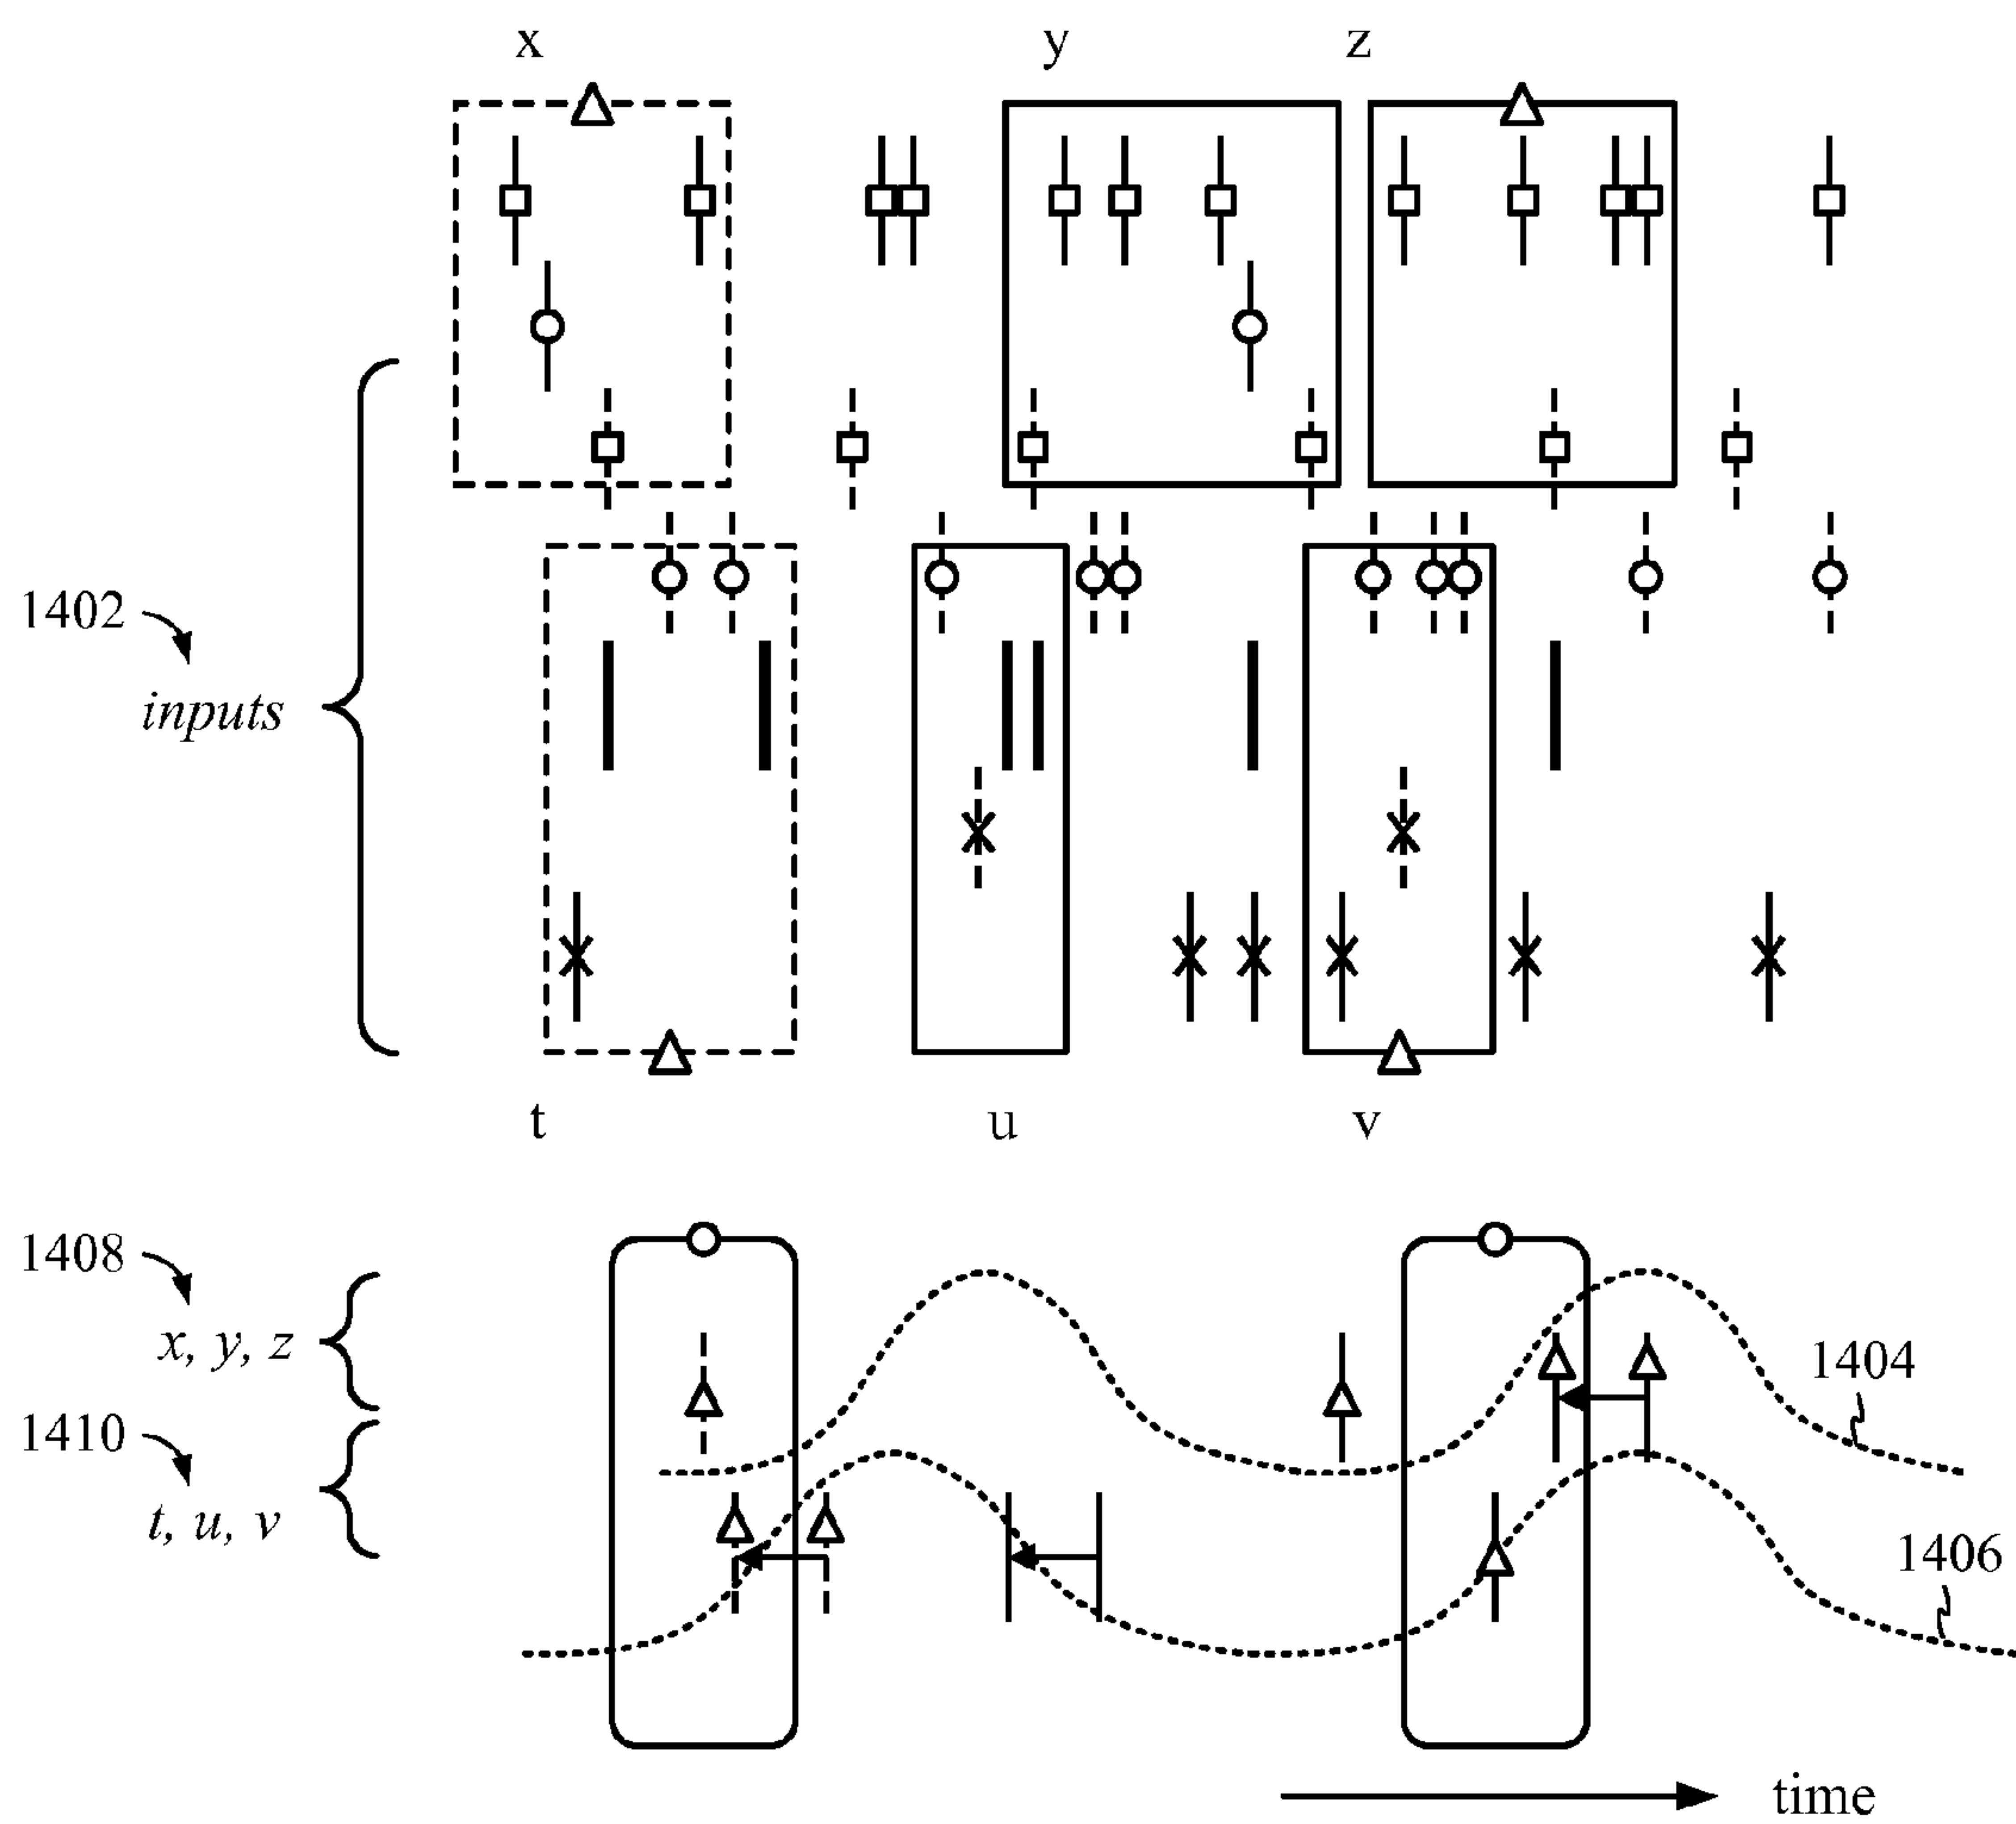 x y z
1402
inputs
t u v
1408
x, y, z
1404
1410
t, u, v
1406
time